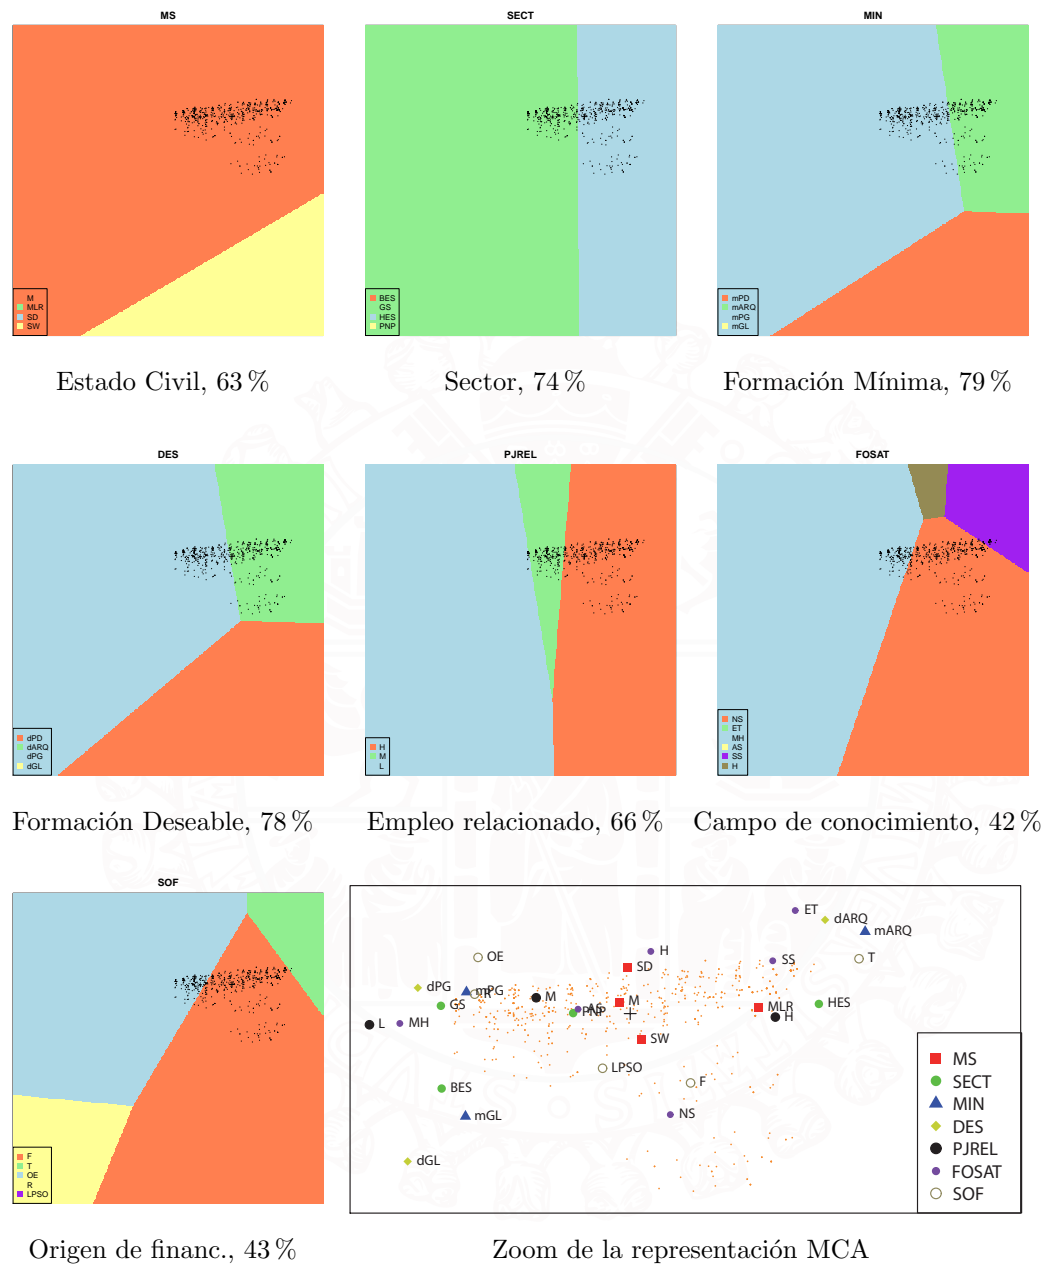 MS
SECT
MIN
M
MLR
SD
SW
BES
GS
HES
PNP
mPD
mARQ
mPG
mGL
Estado Civil, 63 %
Sector, 74 %
Formación Mínima, 79 %
DES
PJREL
FOSAT
dPD
dARQ
dPG
dGL
H
M
L
NS
ET
MH
AS
SS
H
Formación Deseable, 78 %
Empleo relacionado, 66 %
Campo de conocimiento, 42 %
SOF
F
T
OE
R
LPSO
ET
dARQ
mARQ
H
OE
SD
SS
T
dPG
mPG
R
M
GS
M
AS
PNP
MLR
HES
H
L
MH
SW
LPSO
F
BES
mGL
NS
dGL
MS
SECT
MIN
DES
PJREL
FOSAT
SOF
Origen de financ., 43 %
Zoom de la representación MCA